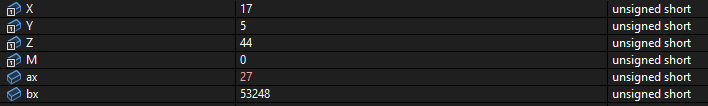 X 17 unsigned short
Y 5 unsigned short
Z 44 unsigned short
M 0 unsigned short
ax 27 unsigned short
bx 53248 unsigned short